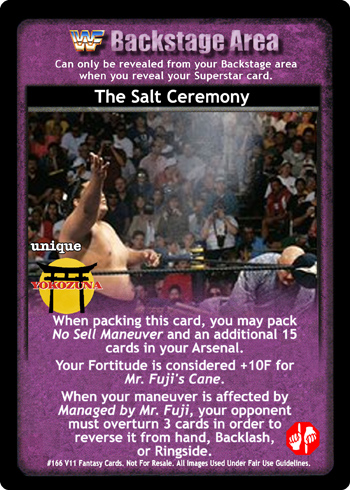 WF Backstage Area
Can only be revealed from your Backstage area
when you reveal your Superstar card.
The Salt Ceremony
unique
YOKOZUNA
When packing this card, you may pack
No Sell Maneuver and an additional 15
cards in your Arsenal.
Your Fortitude is considered +10F for
Mr. Fuji's Cane.
When your maneuver is affected by
Managed by Mr. Fuji, your opponent
must overturn 3 cards in order to
reverse it from hand, Backlash,
or Ringside.
#166 V11 Fantasy Cards. Not For Resale. All Images Used Under Fair Use Guidelines.